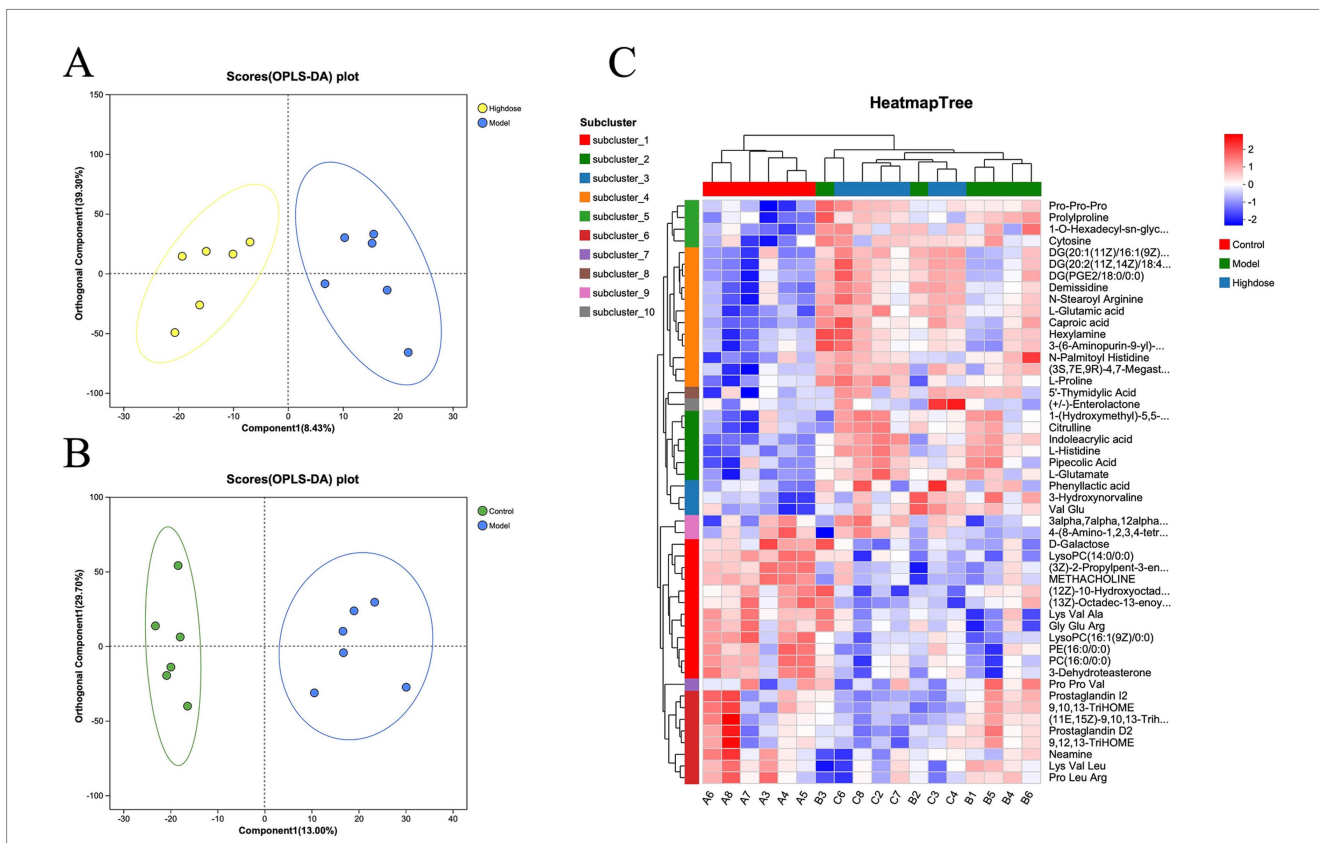 A
Scores(OPLS-DA) plot
Orthogonal Component1(39.30%)
150
100
50
0
-50
-100
-30
-20
-10
0
10
20
30
Component1(8.43%)
Highdose
Model
B
Scores(OPLS-DA) plot
Orthogonal Component1(29.70%)
100
50
0
-50
-100
-30
-20
-10
0
10
20
30
40
Component1(13.00%)
Control
Model
C
HeatmapTree
Subcluster
subcluster_1
subcluster_2
subcluster_3
subcluster_4
subcluster_5
subcluster_6
subcluster_7
subcluster_8
subcluster_9
subcluster_10
Pro-Pro-Pro
Prolylproline
1-O-Hexadecyl-sn-glyc...
Cytosine
DG(20:1(11Z)/16:1(9Z)...
DG(20:2(11Z,14Z)/18:4...
DG(PGE2/18:0/0:0)
Demissidine
N-Stearoyl Arginine
L-Glutamic acid
Caproic acid
Hexylamine
3-(6-Aminopurin-9-yl)-...
N-Palmitoyl Histidine
(3S,7E,9R)-4,7-Megast...
L-Proline
5'-Thymidylic Acid
(+/-)-Enterolactone
1-(Hydroxymethyl)-5,5-...
Citrulline
Indoleacrylic acid
L-Histidine
Pipecolic Acid
L-Glutamate
Phenyllactic acid
3-Hydroxynorvaline
Val Glu
3alpha,7alpha,12alpha...
4-(8-Amino-1,2,3,4-tetr...
D-Galactose
LysoPC(14:0/0:0)
(3Z)-2-Propylpent-3-en...
METHACHOLINE
(12Z)-10-Hydroxyoctad...
(13Z)-Octadec-13-enoy...
Lys Val Ala
Gly Glu Arg
LysoPC(16:1(9Z)/0:0)
PE(16:0/0:0)
PC(16:0/0:0)
3-Dehydroteasterone
Pro Pro Val
Prostaglandin I2
9,10,13-TriHOME
(11E,15Z)-9,10,13-Trih...
Prostaglandin D2
9,12,13-TriHOME
Neamine
Lys Val Leu
Pro Leu Arg
A6
A8
A7
A3
A4
A5
B3
C6
C8
C2
C7
B2
C3
C4
B1
B5
B4
B6
2
1
0
-1
-2
Control
Model
Highdose